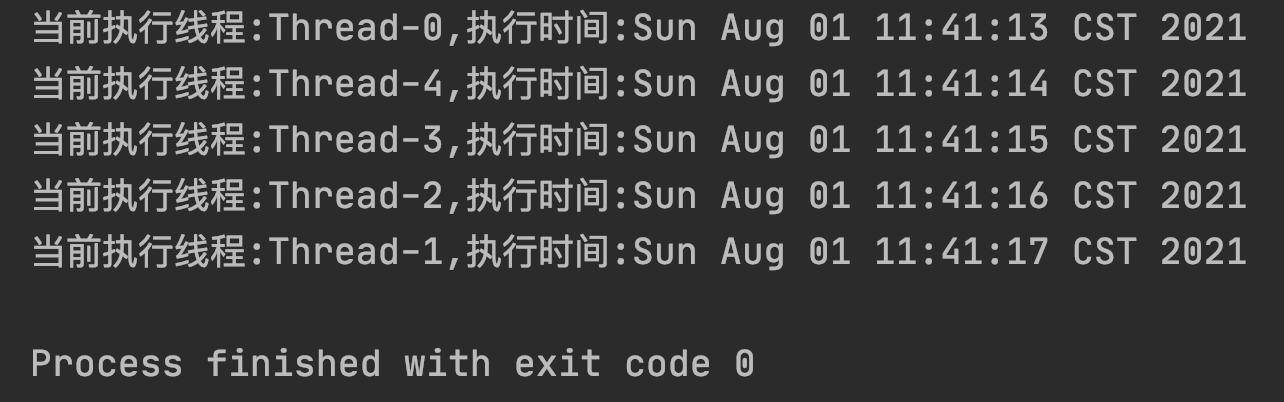 当前执行线程:Thread-0,执行时间:Sun Aug 01 11:41:13 CST 2021
当前执行线程:Thread-4,执行时间:Sun Aug 01 11:41:14 CST 2021
当前执行线程:Thread-3,执行时间:Sun Aug 01 11:41:15 CST 2021
当前执行线程:Thread-2,执行时间:Sun Aug 01 11:41:16 CST 2021
当前执行线程:Thread-1,执行时间:Sun Aug 01 11:41:17 CST 2021
Process finished with exit code 0